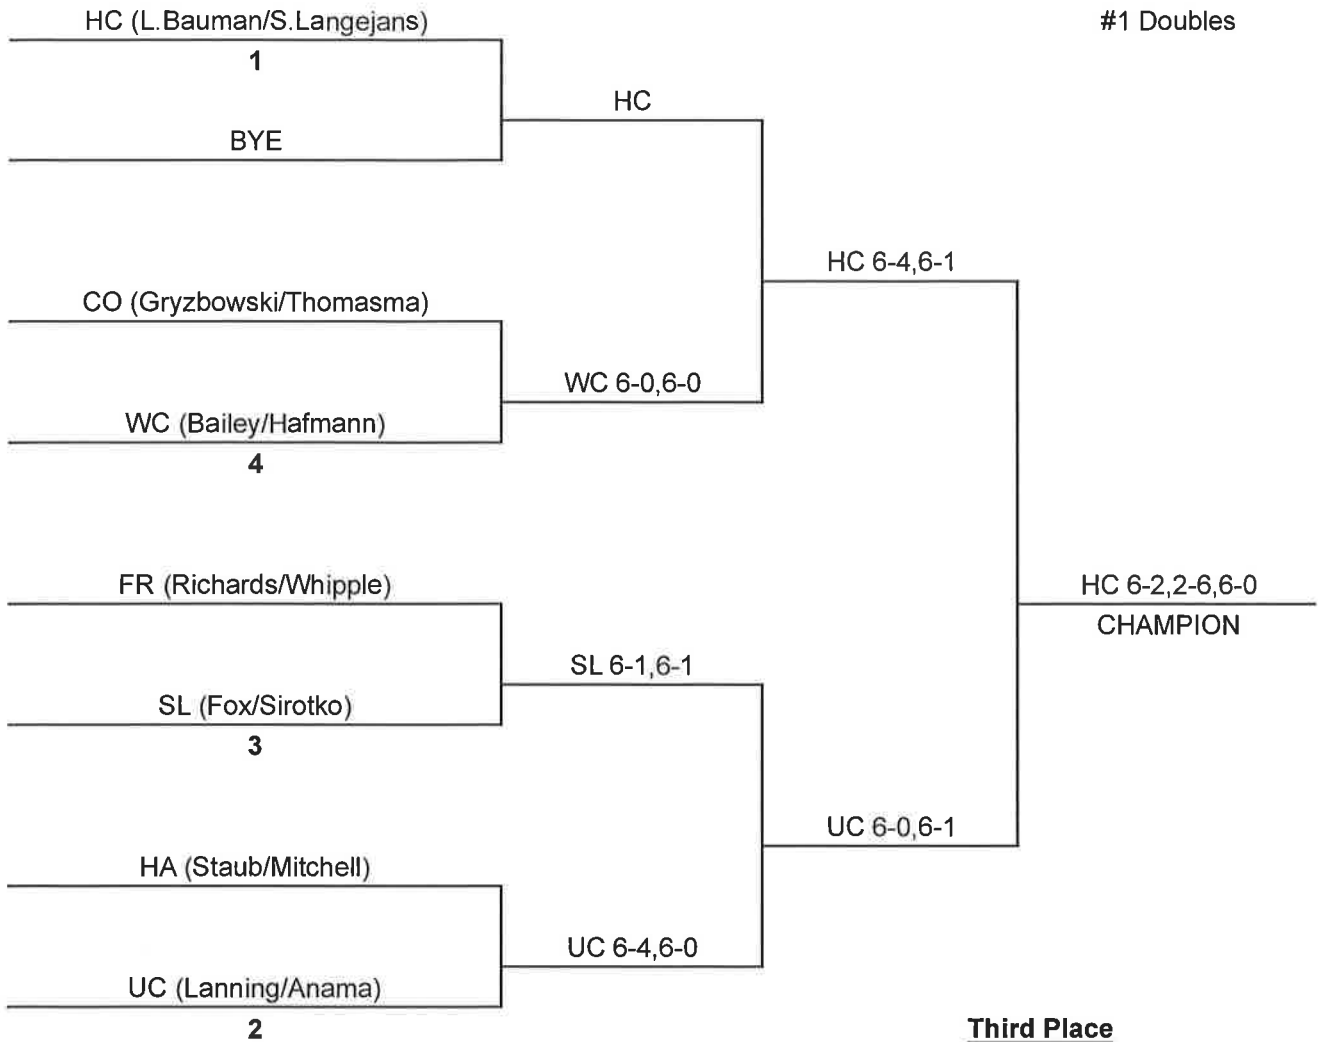 HC (L.Bauman/S.Langejans)
#1 Doubles
1
HC
BYE
HC 6-4,6-1
CO (Gryzbowski/Thomasma)
WC 6-0,6-0
WC (Bailey/Hafmann)
4
FR (Richards/Whipple)
HC 6-2,2-6,6-0
CHAMPION
SL 6-1,6-1
SL (Fox/Sirotko)
3
UC 6-0,6-1
HA (Staub/Mitchell)
UC 6-4,6-0
UC (Lanning/Anama)
2
Third Place